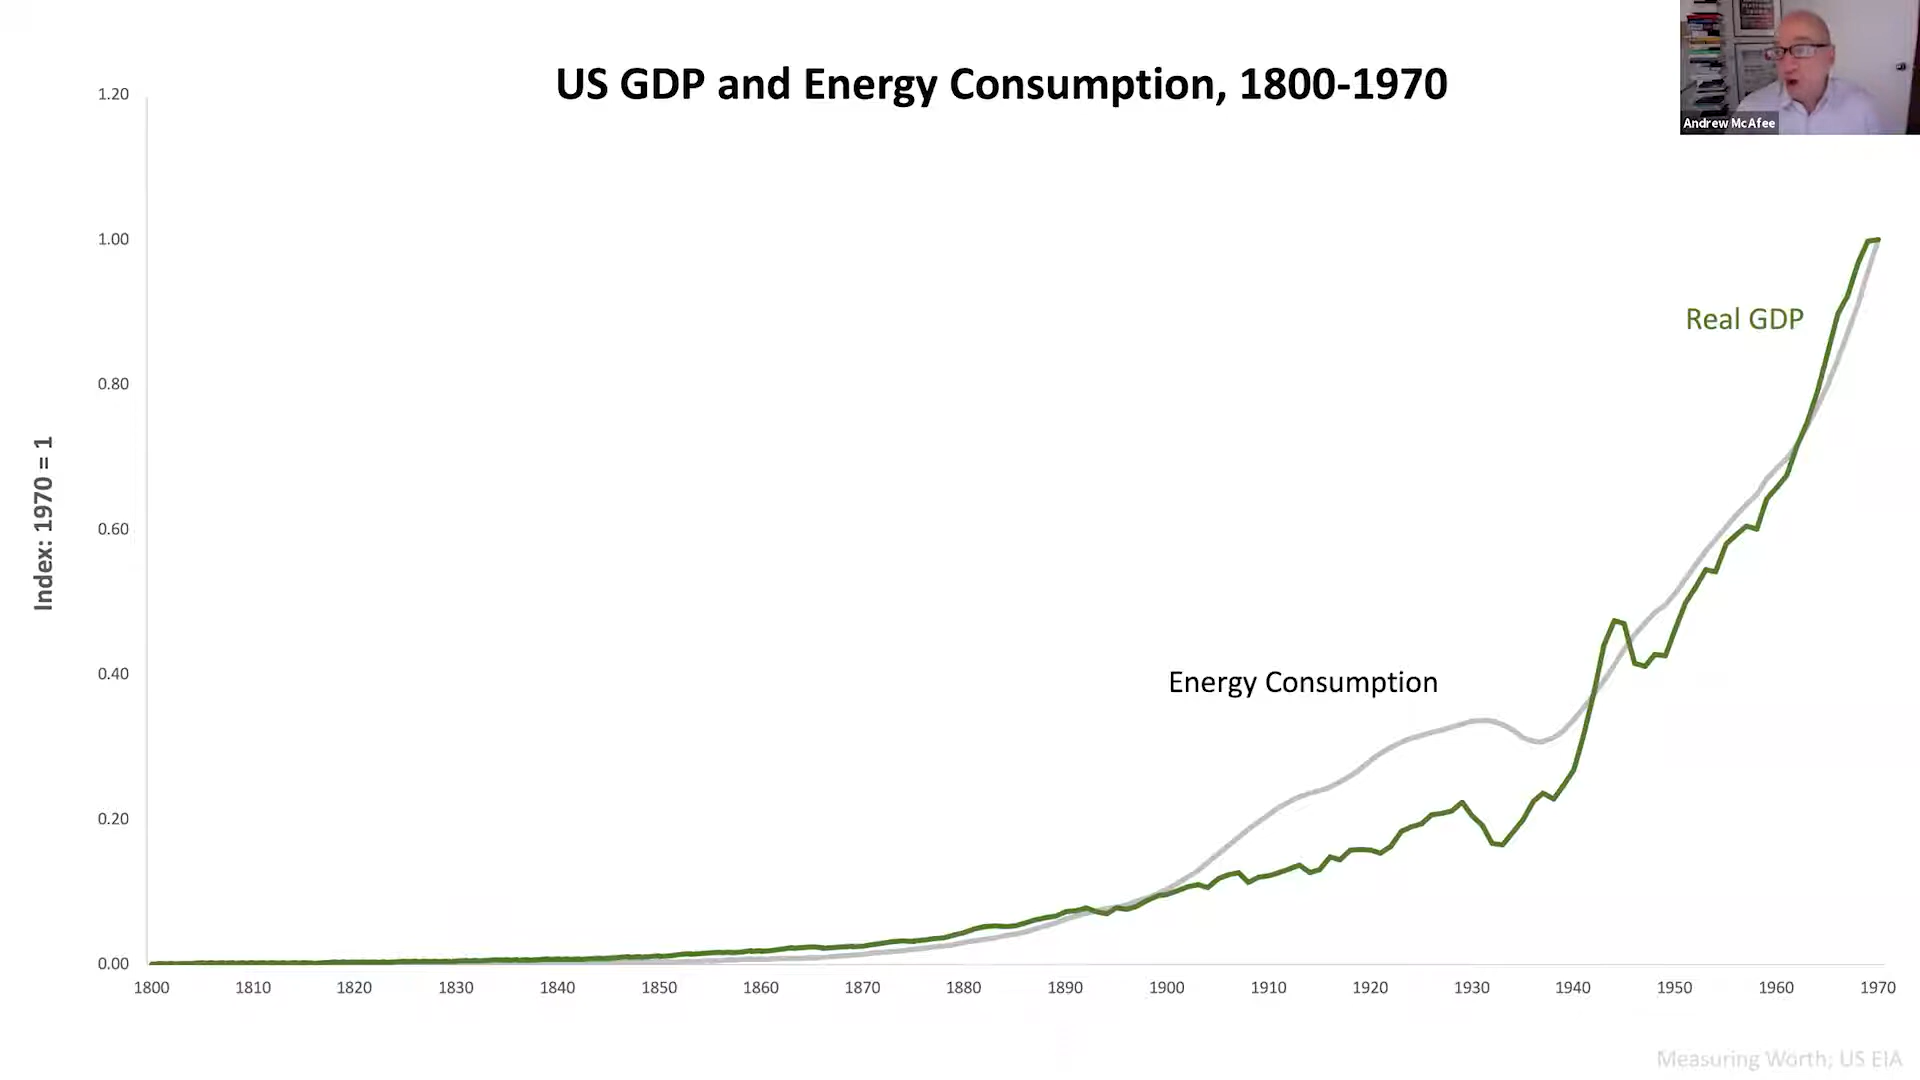 US GDP and Energy Consumption, 1800-1970
Andrew McAfee
1.20
1.00
0.80
0.60
0.40
0.20
0.00
Index: 1970 = 1
Real GDP
Energy Consumption
1800 1810 1820 1830 1840 1850 1860 1870 1880 1890 1900 1910 1920 1930 1940 1950 1960 1970
Measuring Worth; US EIA